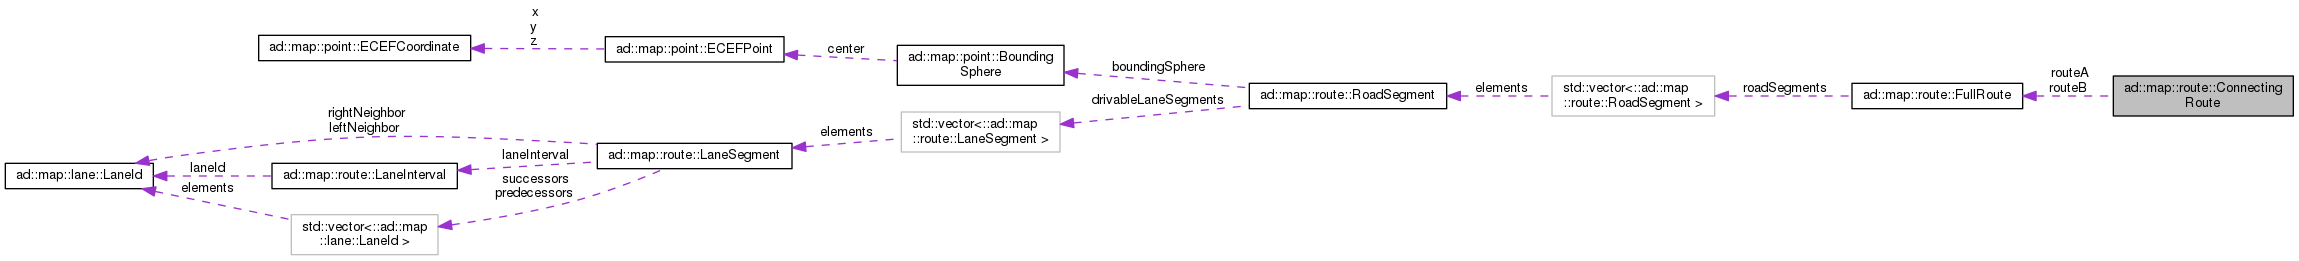 x
y
z
ad::map::point::ECEFCoordinate
ad::map::point::ECEFPoint
center
ad::map::point::Bounding
Sphere
boundingSphere
drivableLaneSegments
ad::map::route::RoadSegment
elements
std::vector<::ad::map
::route::RoadSegment >
roadSegments
ad::map::route::FullRoute
routeA
routeB
ad::map::route::Connecting
Route
rightNeighbor
leftNeighbor
std::vector<::ad::map
::route::LaneSegment >
elements
ad::map::route::LaneSegment
laneInterval
successors
predecessors
ad::map::lane::LaneId
laneId
elements
ad::map::route::LaneInterval
std::vector<::ad::map
::lane::LaneId >